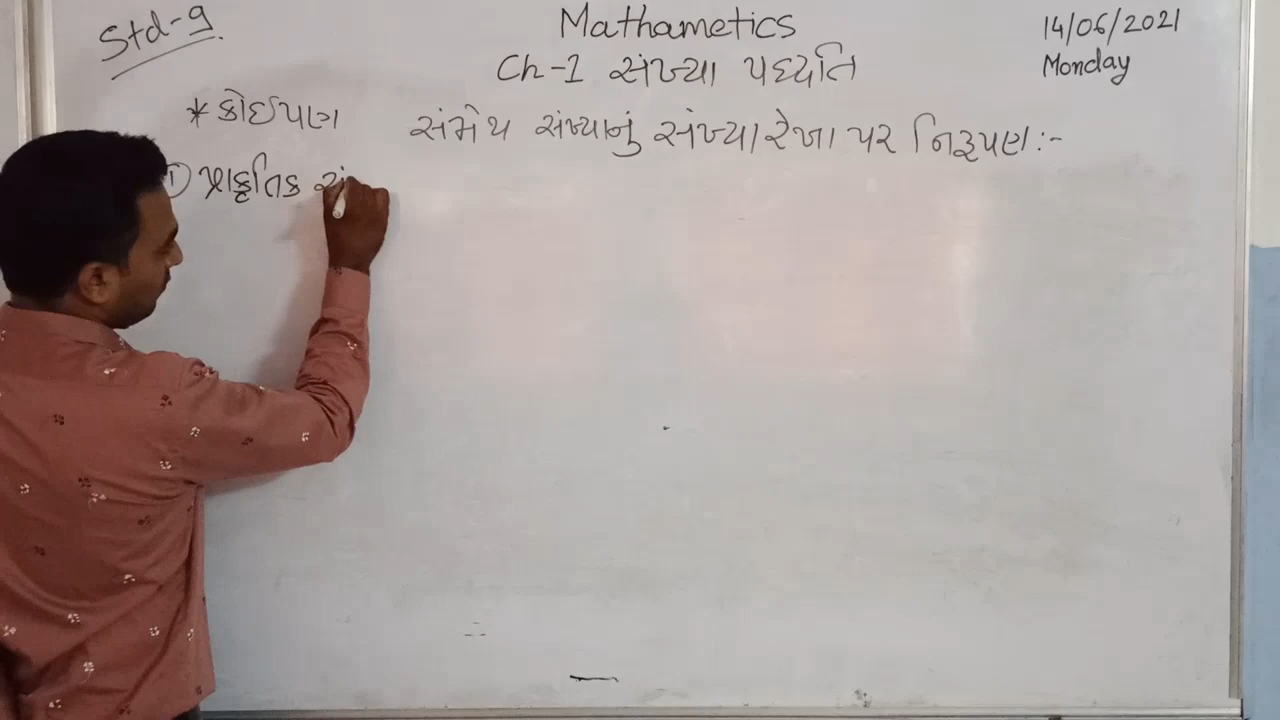 Std-9.
Mathametics
14/06/2021
Ch-1 સંખ્યા પદ્ધતિ
Monday
* કોઈપણ સંમેય સંખ્યાનું સંખ્યારેખા પર નિરૂપણ:-
① પ્રાકૃતિક સં